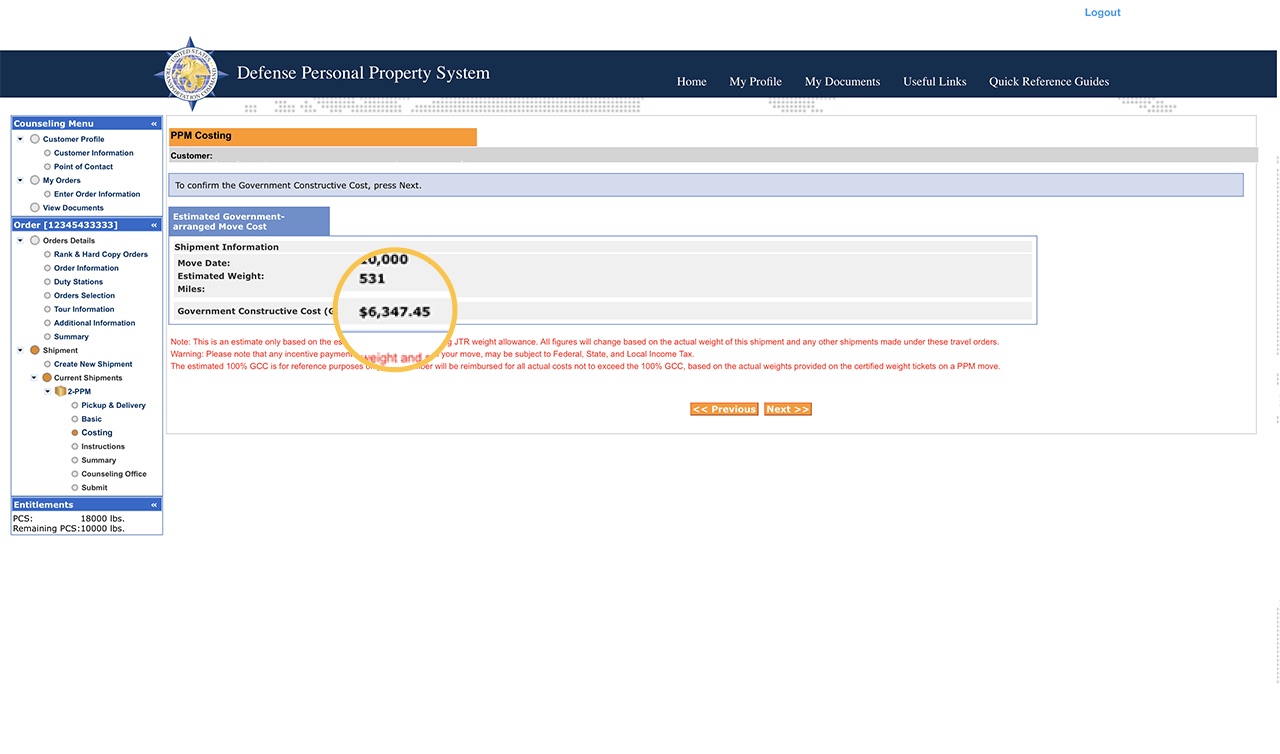 Logout
Defense Personal Property System
Home My Profile My Documents Useful Links Quick Reference Guides
Counseling Menu «
Customer Profile
Customer Information
Point of Contact
My Orders
Enter Order Information
View Documents
Order [12345433333] «
Orders Details
Rank & Hard Copy Orders
Order Information
Duty Stations
Orders Selection
Tour Information
Additional Information
Summary
Shipment
Create New Shipment
Current Shipments
2-PPM
Pickup & Delivery
Basic
Costing
Instructions
Summary
Counseling Office
Submit
Entitlements «
PCS: 18000 lbs.
Remaining PCS:10000 lbs.
PPM Costing
Customer:
To confirm the Government Constructive Cost, press Next.
Estimated Government-
arranged Move Cost
Shipment Information
Move Date:
Estimated Weight: 10,000
Miles: 531
Government Constructive Cost (G $6,347.45
Note: This is an estimate only based on the es JTR weight allowance. All figures will change based on the actual weight of this shipment and any other shipments made under these travel orders.
Warning: Please note that any incentive payment weight and your move, may be subject to Federal, State, and Local Income Tax.
The estimated 100% GCC is for reference purposes will be reimbursed for all actual costs not to exceed the 100% GCC, based on the actual weights provided on the certified weight tickets on a PPM move.
<< Previous Next >>